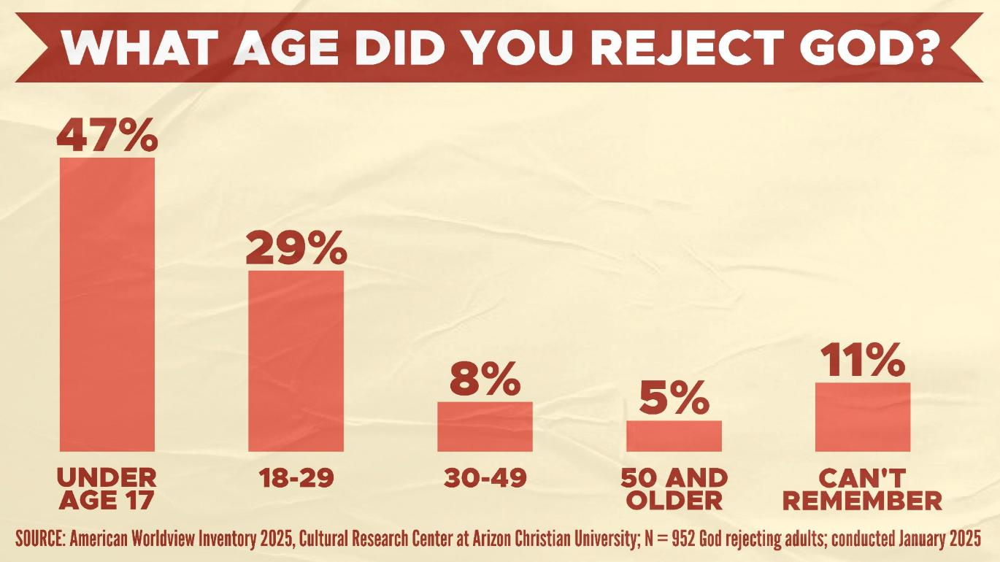 WHAT AGE DID YOU REJECT GOD?
47%
29%
8%
5%
11%
UNDER
AGE 17
18-29
30-49
50 AND
OLDER
CAN'T
REMEMBER
SOURCE: American Worldview Inventory 2025, Cultural Research Center at Arizon Christian University; N = 952 God rejecting adults; conducted January 2025